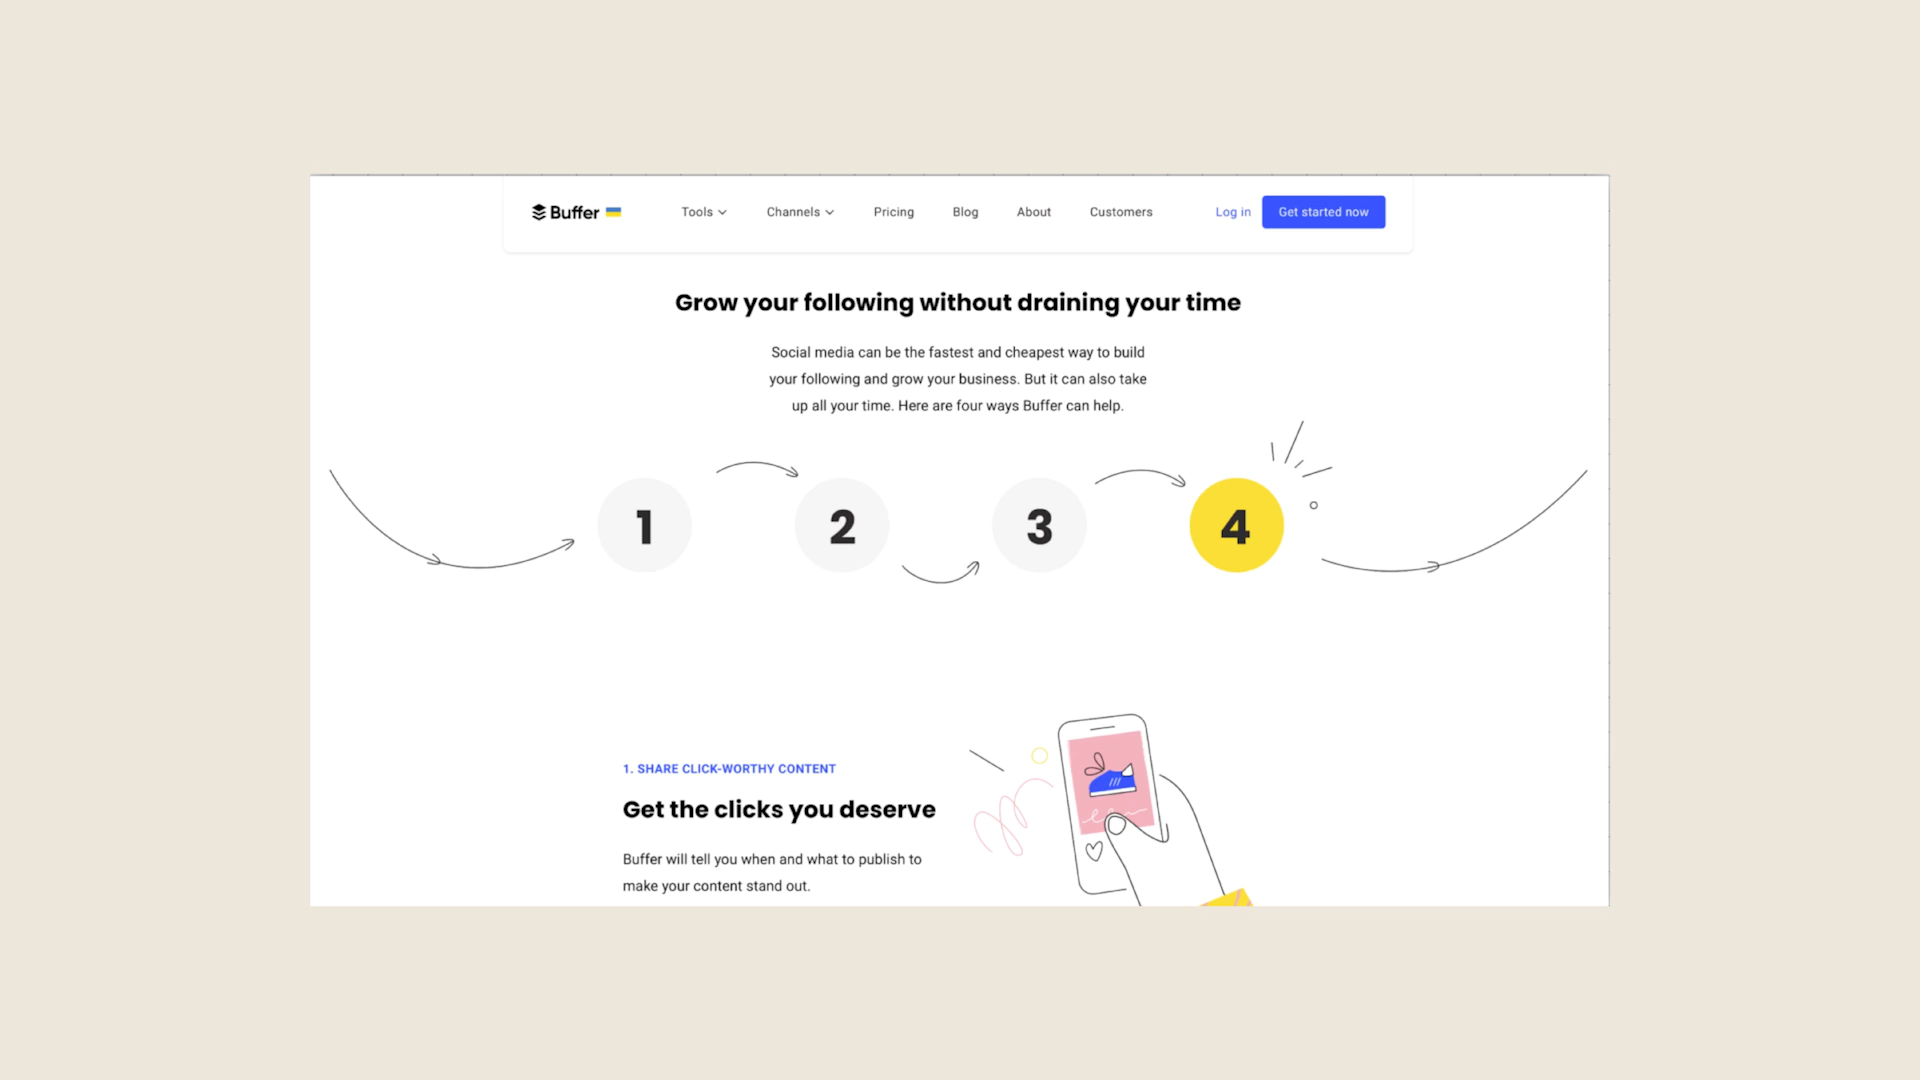 Buffer
Tools
Channels
Pricing
Blog
About
Customers
Log in
Get started now
Grow your following without draining your time
Social media can be the fastest and cheapest way to build
your following and grow your business. But it can also take
up all your time. Here are four ways Buffer can help.
1
2
3
4
1. SHARE CLICK-WORTHY CONTENT
Get the clicks you deserve
Buffer will tell you when and what to publish to
make your content stand out.